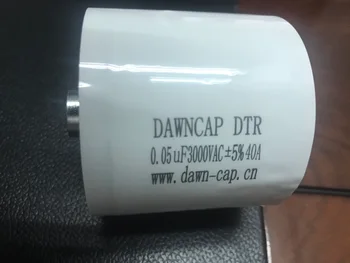 DAWNCAP DTR
0.05uF3000VAC±5%40A
www.dawn-cap.cn